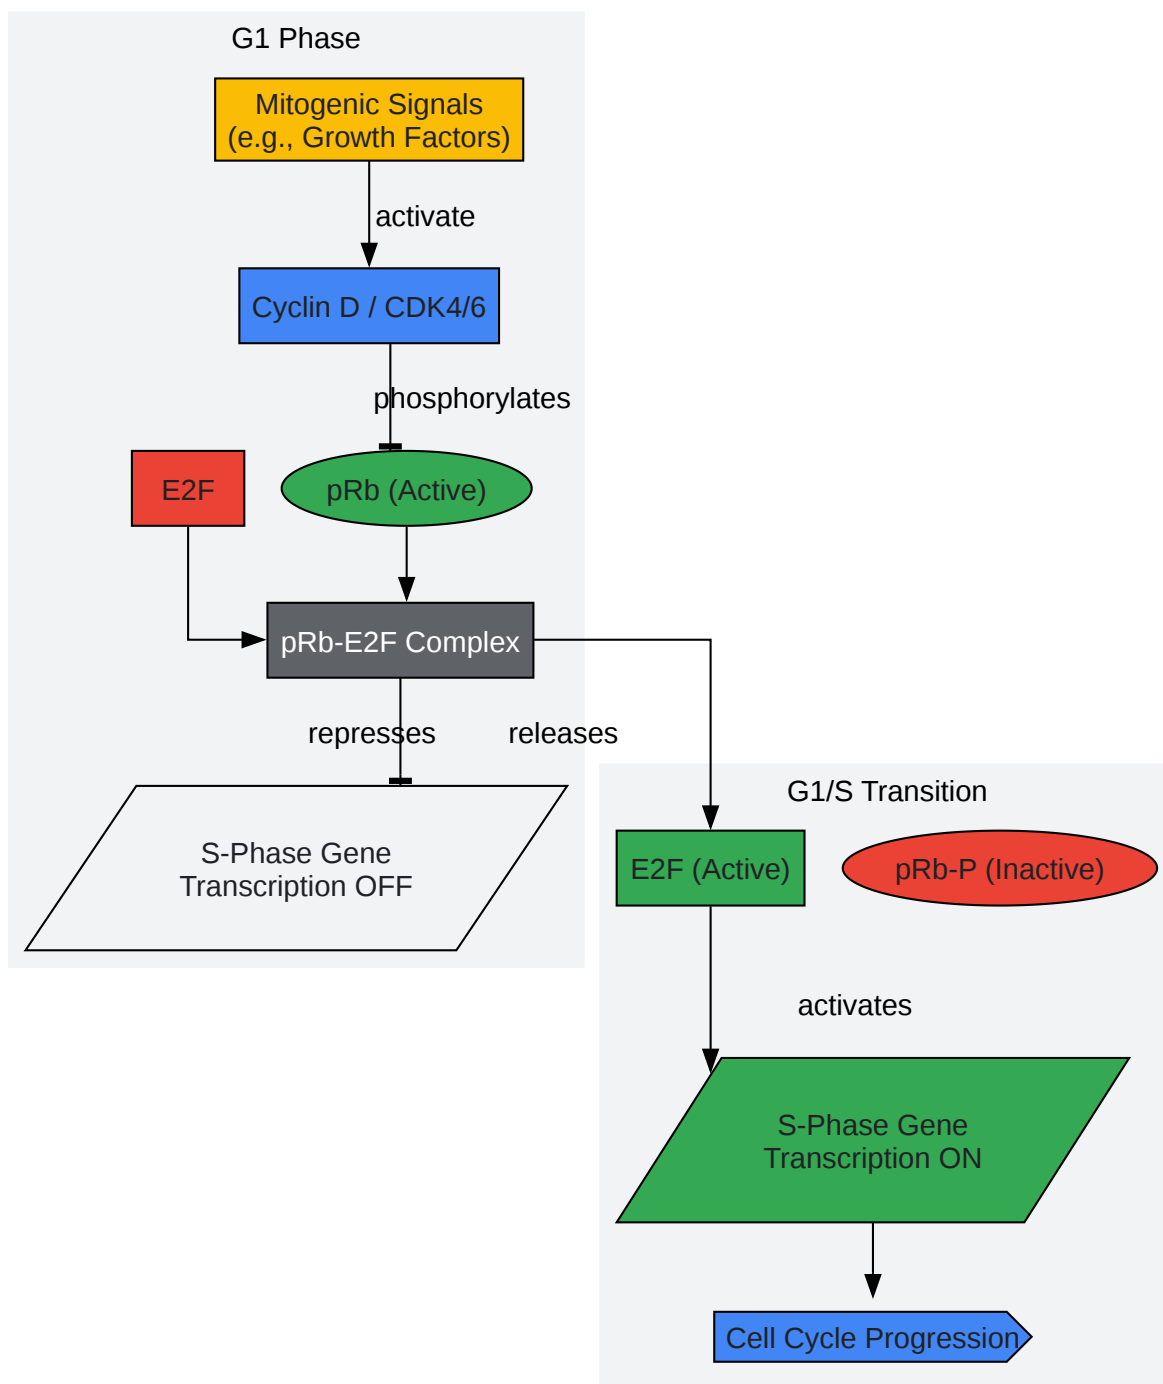 G1 Phase
Mitogenic Signals
(e.g., Growth Factors)
activate
Cyclin D / CDK4/6
phosphorylates
E2F
pRb (Active)
pRb-E2F Complex
represses
releases
S-Phase Gene
Transcription OFF
G1/S Transition
E2F (Active)
pRb-P (Inactive)
activates
S-Phase Gene
Transcription ON
Cell Cycle Progression